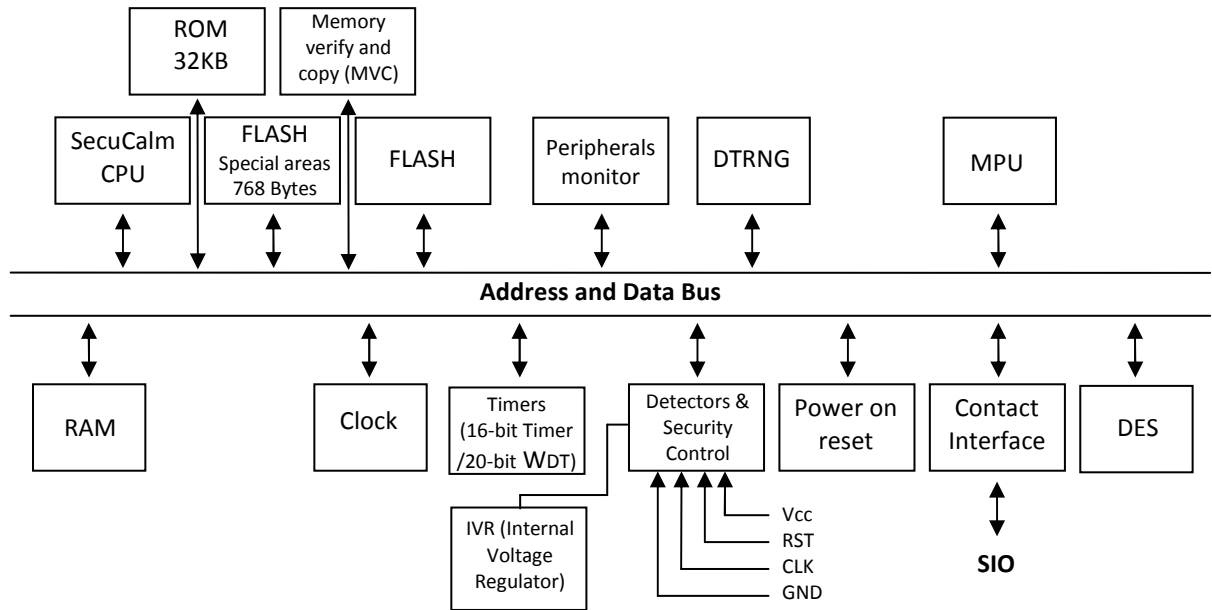 ROM
32KB
Memory
verify and
copy (MVC)
SecuCalm
CPU
FLASH
Special areas
768 Bytes
FLASH
Peripherals
monitor
DTRNG
MPU
Address and Data Bus
RAM
Clock
Timers
(16-bit Timer
/20-bit WDT)
Detectors &
Security
Control
Power on
reset
Contact
Interface
DES
IVR (Internal
Voltage
Regulator)
Vcc
RST
CLK
GND
SIO